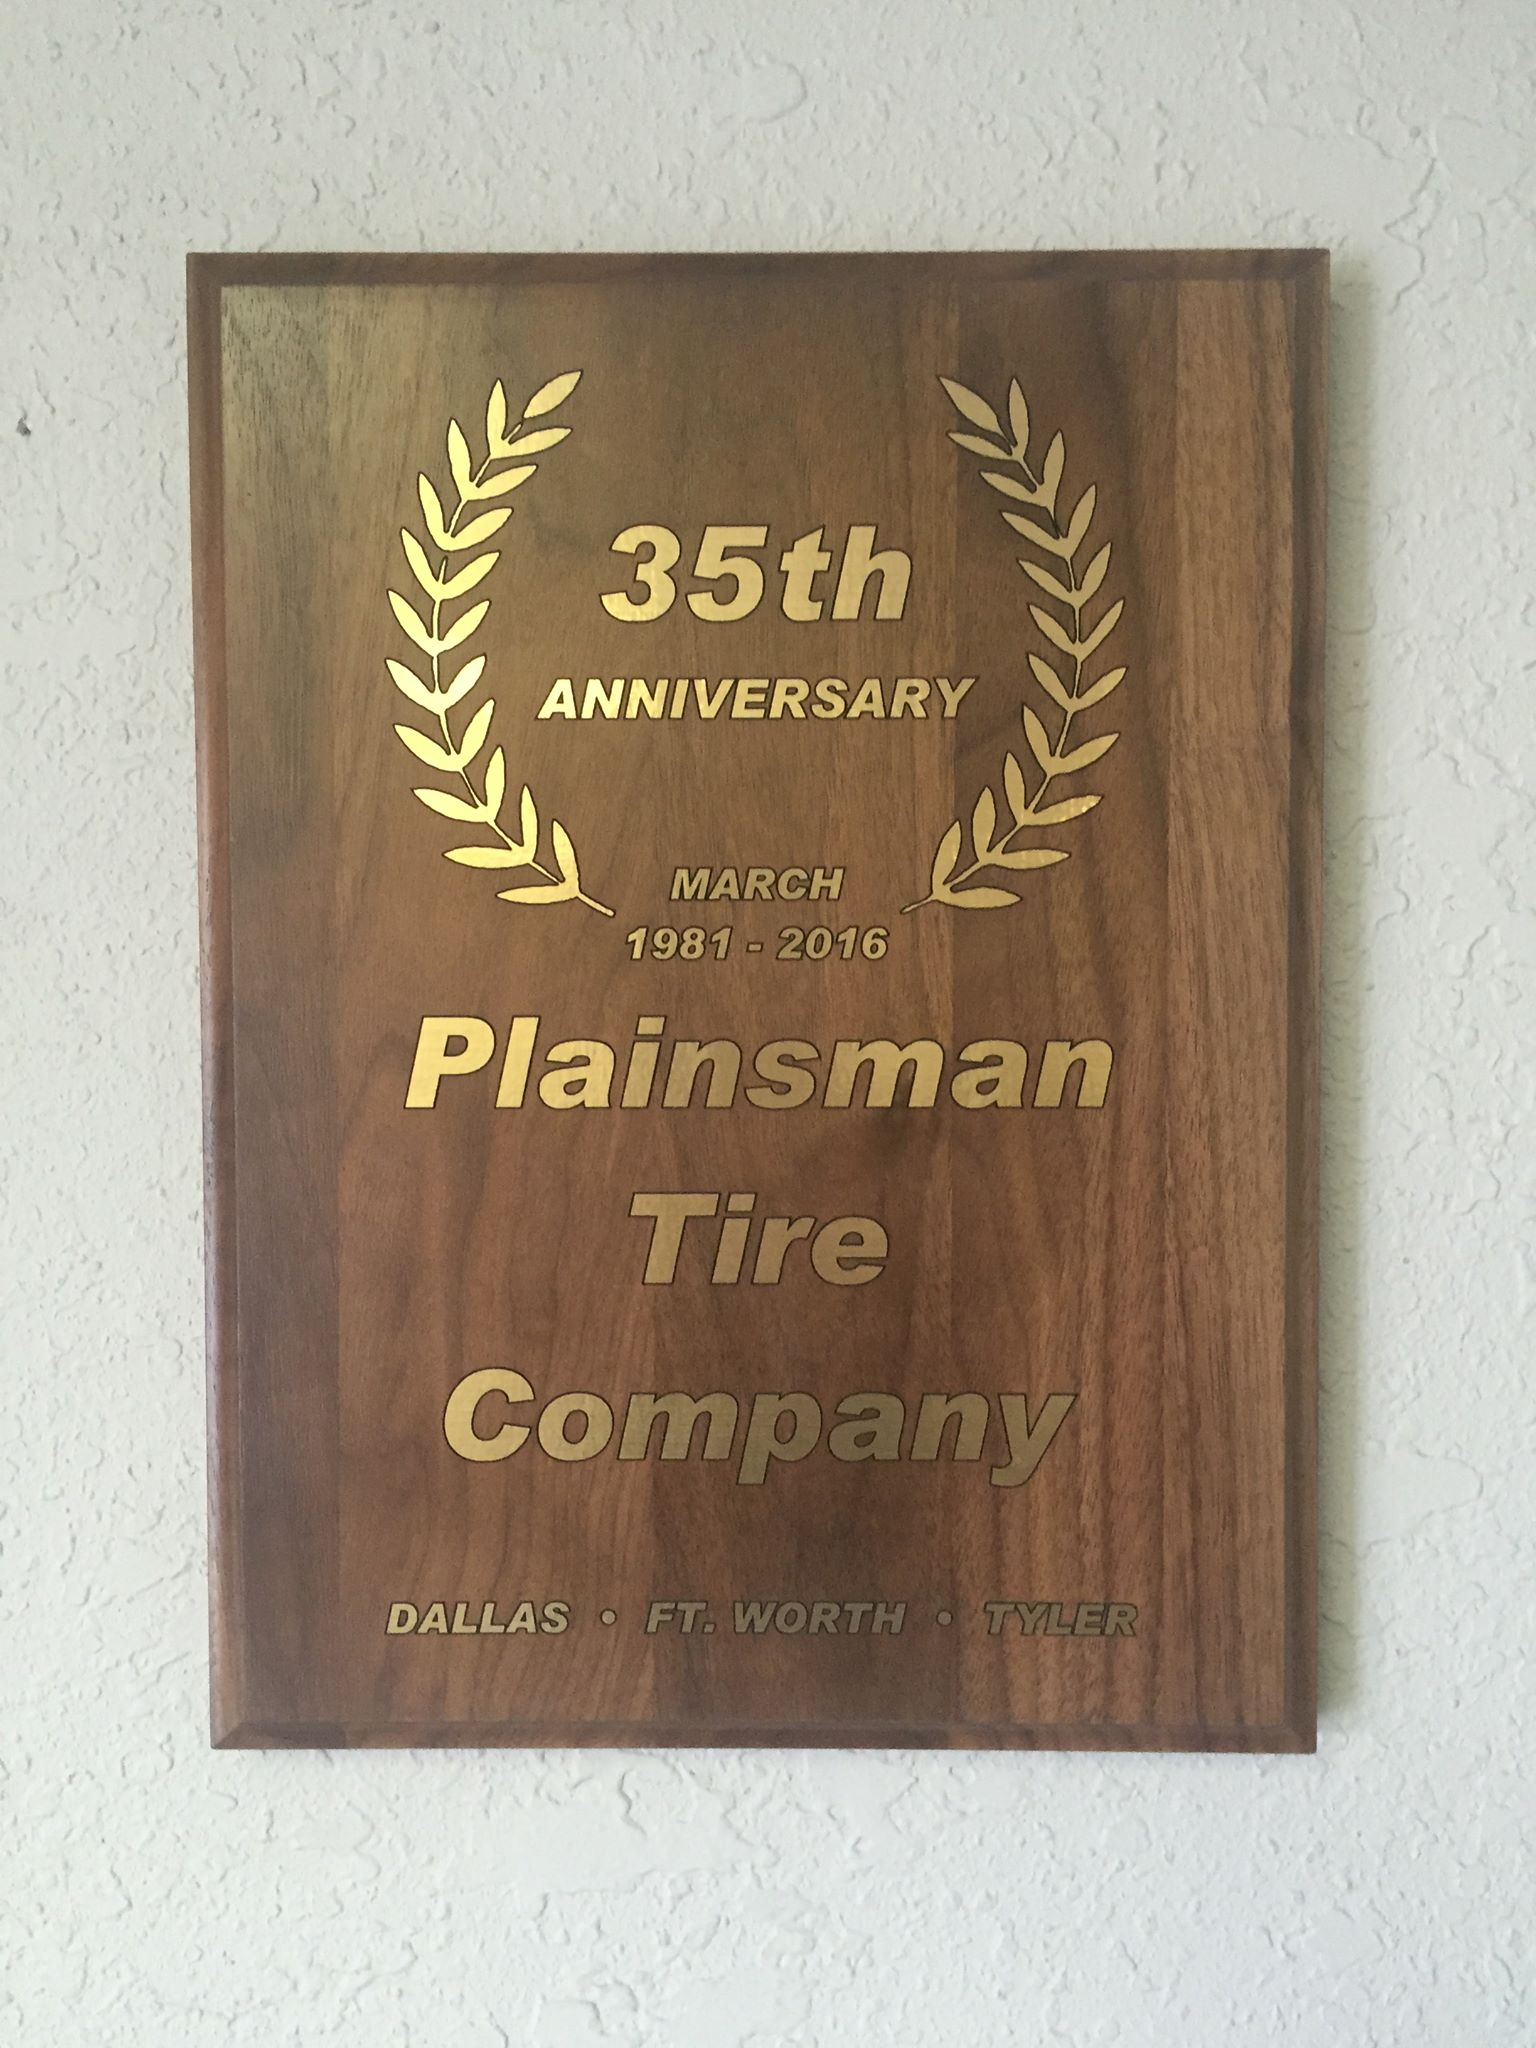 35th
ANNIVERSARY
MARCH
1981 - 2016
Plainsman
Tire
Company
DALLAS • FT. WORTH • TYLER